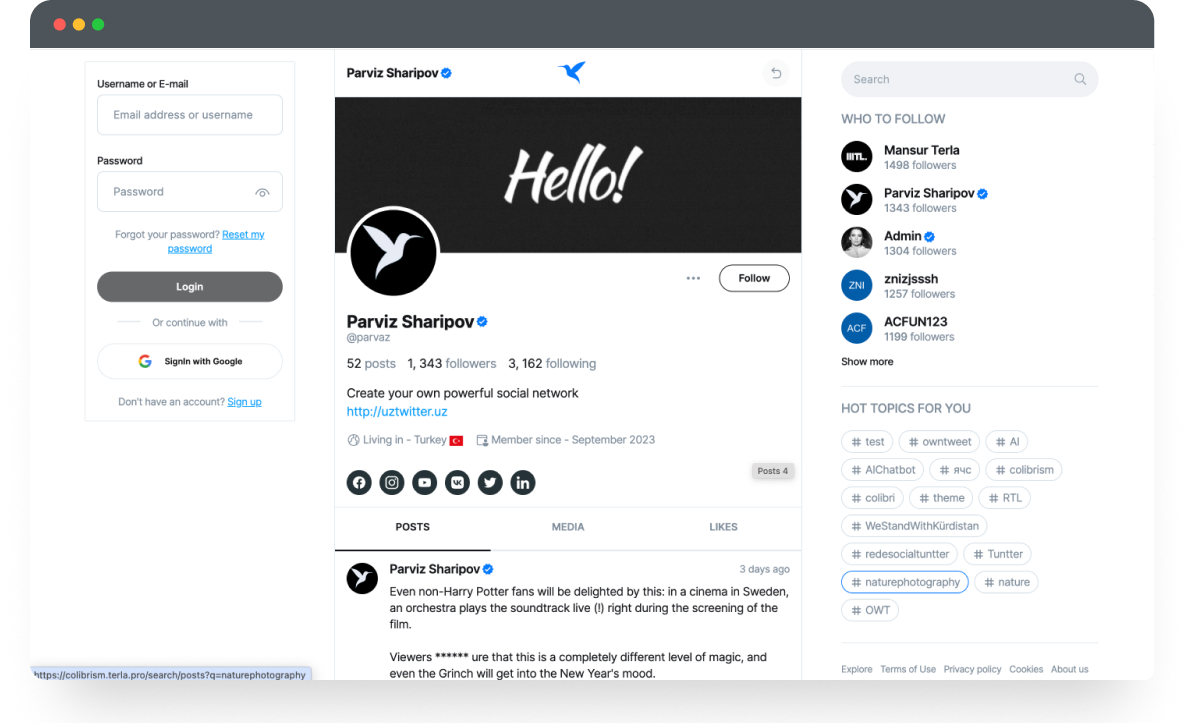 Username or E-mail
Email address or username
Password
Password
Forgot your password? Reset my
password
Login
Or continue with
SignIn with Google
Don't have an account? Sign up
Parviz Sharipov
Hello!
Follow
Parviz Sharipov
@parvaz
52 posts 1, 343 followers 3, 162 following
Create your own powerful social network
http://uztwitter.uz
Living in - Turkey Member since - September 2023
Posts 4
POSTS MEDIA LIKES
Parviz Sharipov 3 days ago
Even non-Harry Potter fans will be delighted by this: in a cinema in Sweden,
an orchestra plays the soundtrack live (!) right during the screening of the
film.
Viewers ****** ure that this is a completely different level of magic, and
even the Grinch will get into the New Year's mood.
Search
WHO TO FOLLOW
TL.
Mansur Terla
1498 followers
Parviz Sharipov
1343 followers
Admin
1304 followers
ZNI
znizjsssh
1257 followers
ACF
ACFUN123
1199 followers
Show more
HOT TOPICS FOR YOU
# test # owntweet # AI
# AIChatbot # ячс # colibrism
# colibri # theme # RTL
# WeStandWithKürdistan
# redesocialtuntter # Tuntter
# naturephotography # nature
# OWT
Explore Terms of Use Privacy policy Cookies About us
https://colibrism.terla.pro/search/posts?q=naturephotography